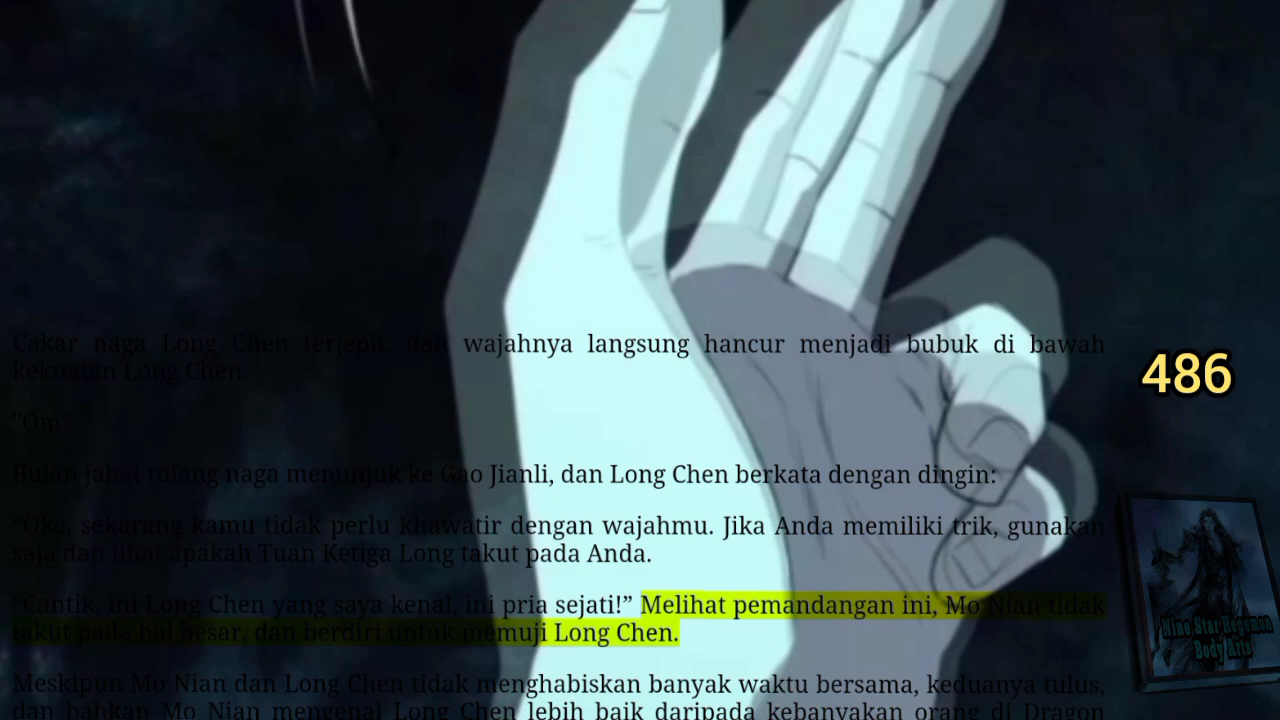 Cakar naga Long Chen terjepit, dan wajahnya langsung hancur menjadi bubuk di bawah
kekuatan Long Chen.
"Om"
Bulan jahat tulang naga menunjuk ke Gao Jianli, dan Long Chen berkata dengan dingin:
“Oke, sekarang kamu tidak perlu khawatir dengan wajahmu. Jika Anda memiliki trik, gunakan
saja dan lihat apakah Tuan Ketiga Long takut pada Anda.
“Cantik, ini Long Chen yang saya kenal, ini pria sejati!” Melihat pemandangan ini, Mo Nian tidak
takut pada hal besar, dan berdiri untuk memuji Long Chen.
Meskipun Mo Nian dan Long Chen tidak menghabiskan banyak waktu bersama, keduanya tulus,
dan bahkan Mo Nian mengenal Long Chen lebih baik daripada kebanyakan orang di Dragon
486
Nine Star Hegemon
Body Arts